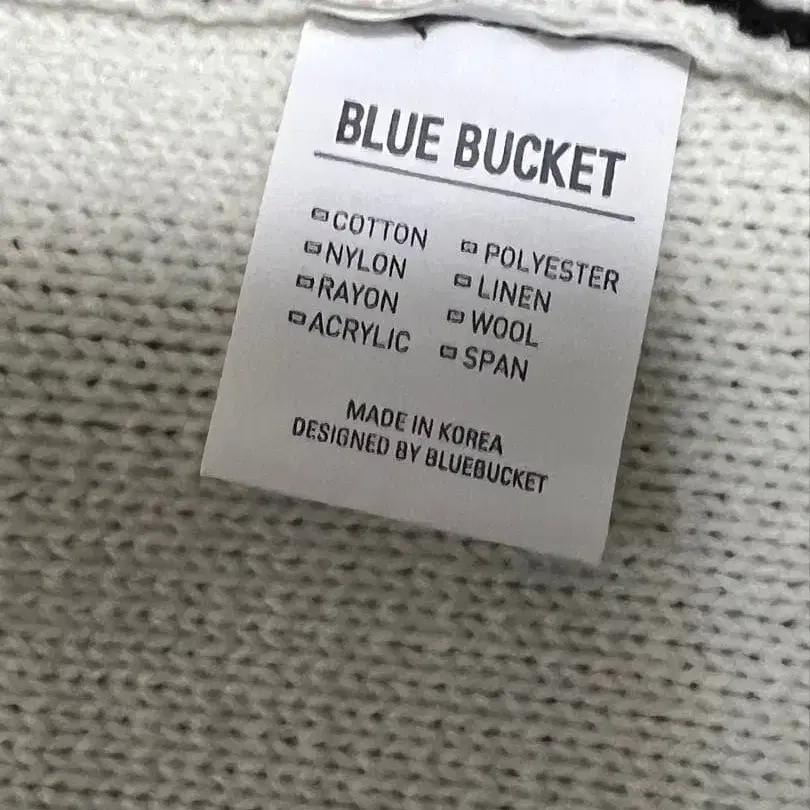 BLUE BUCKET
COTTON POLYESTER
NYLON LINEN
RAYON WOOL
ACRYLIC SPAN
MADE IN KOREA
DESIGNED BY BLUEBUCKET